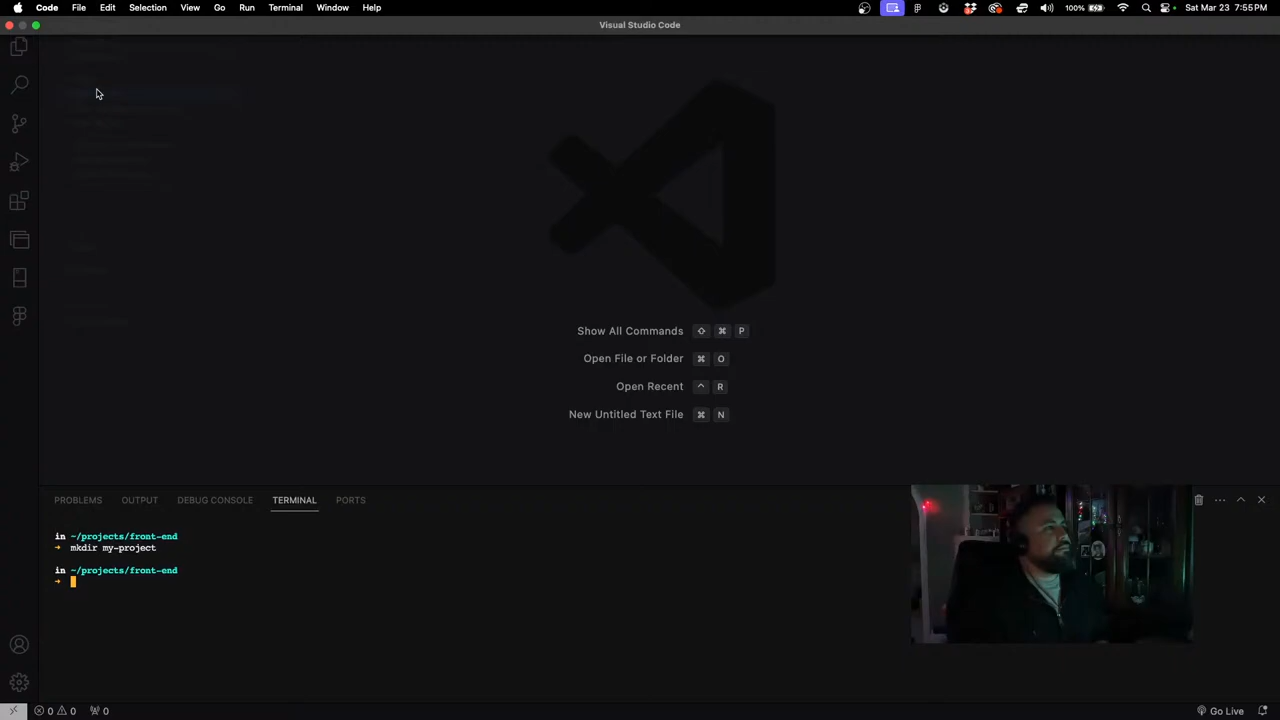 Code File Edit Selection View Go Run Terminal Window Help 100% Sat Mar 23 7:55 PM
Visual Studio Code
Show All Commands ⇧ ⌘ P
Open File or Folder ⌘ O
Open Recent ^ R
New Untitled Text File ⌘ N
PROBLEMS OUTPUT DEBUG CONSOLE TERMINAL PORTS
in ~/projects/front-end
➜ mkdir my-project
in ~/projects/front-end
➜
0 0 0 Go Live